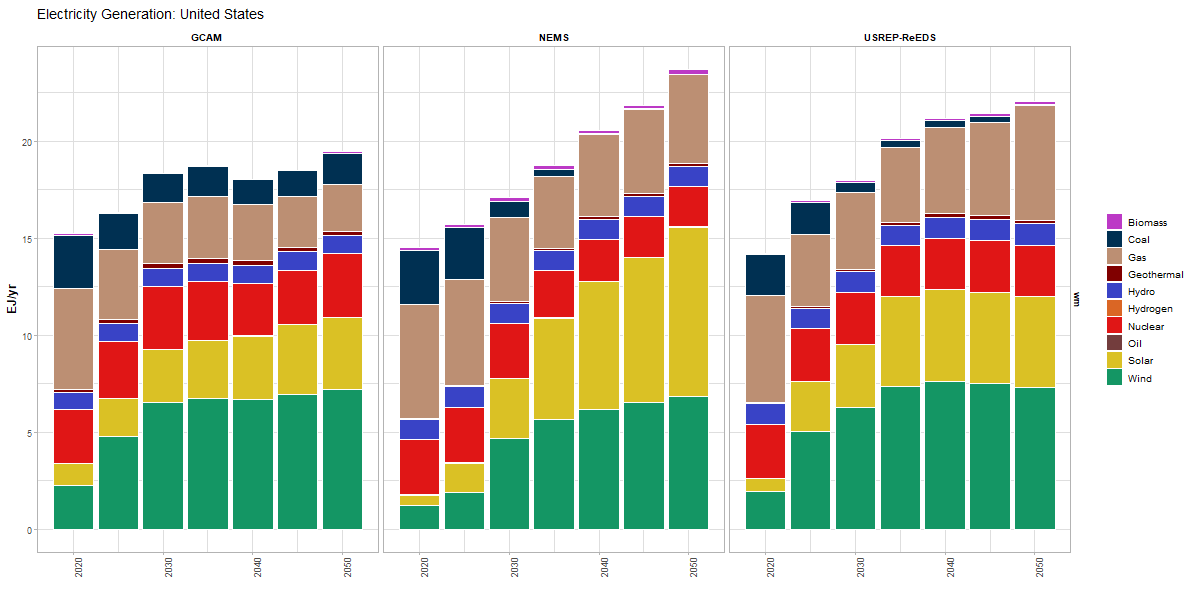 Electricity Generation: United States
GCAM
NEMS
USREP-ReEDS
EJ/yr
20
15
10
5
0
2020
2030
2040
2050
2020
2030
2040
2050
2020
2030
2040
2050
wm
Biomass
Coal
Gas
Geothermal
Hydro
Hydrogen
Nuclear
Oil
Solar
Wind